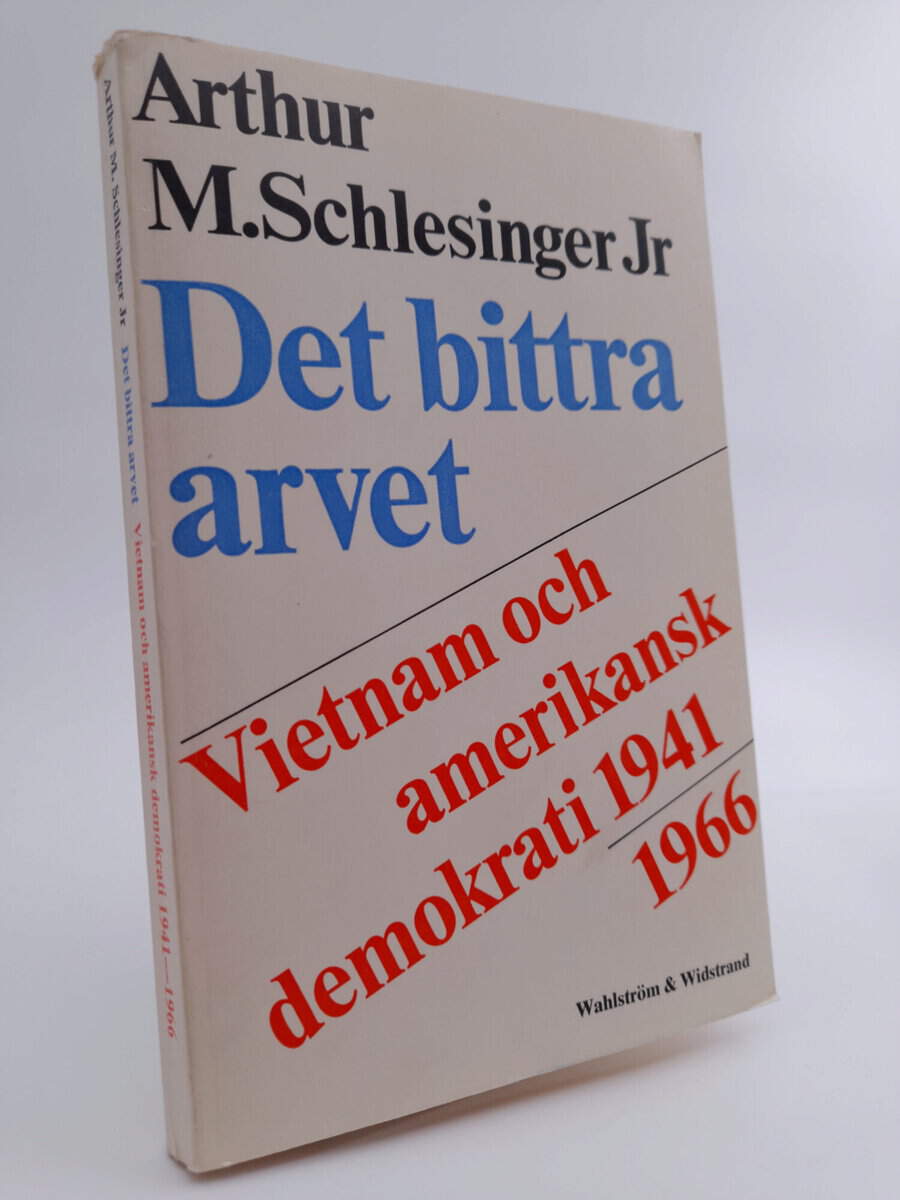 Arthur
M.Schlesinger Jr
Det bittra
arvet
Vietnam och
amerikansk
demokrati 1941
1966
Wahlström & Widstrand
Arthur M. Schlesinger Jr Det bittra arvet Vietnam och amerikansk demokrati 1941—1966